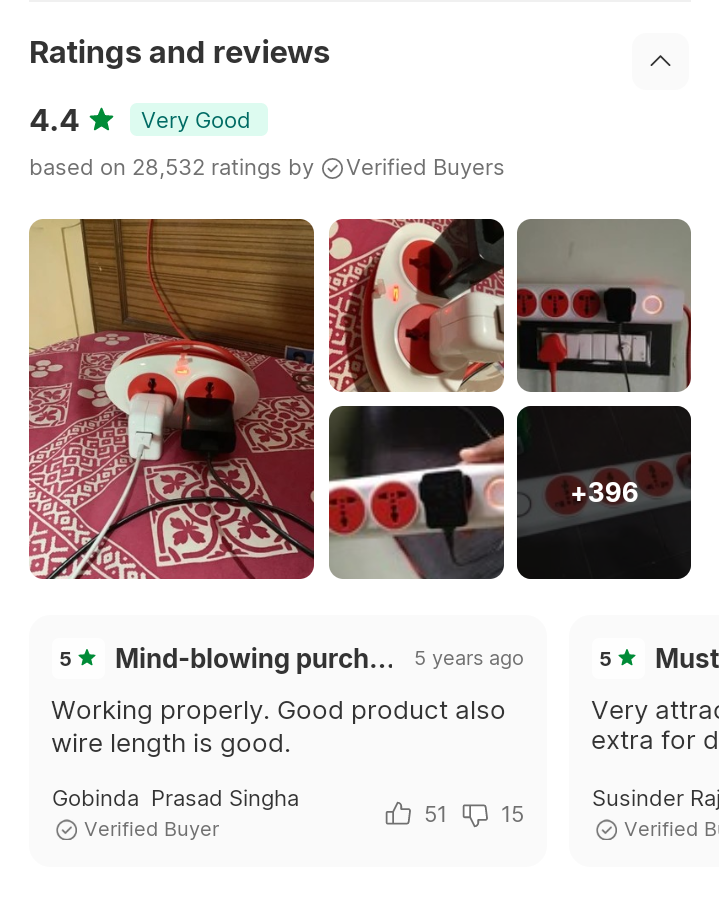 Ratings and reviews
4.4 Very Good
based on 28,532 ratings by Verified Buyers
+396
5 Mind-blowing purch... 5 years ago
Working properly. Good product also
wire length is good.
Gobinda Prasad Singha
51 15
Verified Buyer
5 Must
Very attrac
extra for d
Susinder Raj
Verified Bu